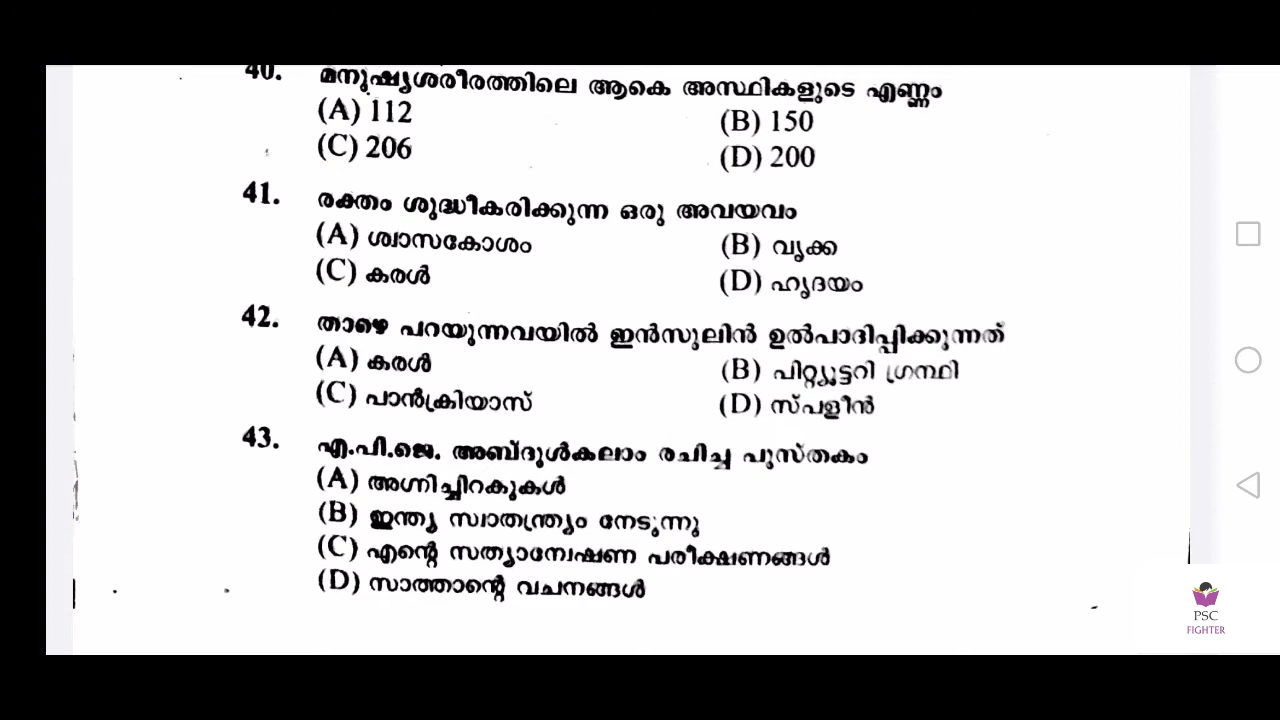 40. മനുഷ്യശരീരത്തിലെ ആകെ അസ്ഥികളുടെ എണ്ണം
(A) 112 (B) 150
(C) 206 (D) 200
41. രക്തം ശുദ്ധീകരിക്കുന്ന ഒരു അവയവം
(A) ശ്വാസകോശം (B) വൃക്ക
(C) കരൾ (D) ഹൃദയം
42. താഴെ പറയുന്നവയിൽ ഇൻസുലിൻ ഉൽപാദിപ്പിക്കുന്നത്
(A) കരൾ (B) പിറ്റ്യൂട്ടറി ഗ്രന്ഥി
(C) പാൻക്രിയാസ് (D) സ്പളീൻ
43. എ.പി.ജെ. അബ്ദുൾകലാം രചിച്ച പുസ്തകം
(A) അഗ്നിച്ചിറകുകൾ
(B) ഇന്ത്യ സ്വാതന്ത്ര്യം നേടുന്നു
(C) എന്റെ സത്യാന്വേഷണ പരീക്ഷണങ്ങൾ
(D) സാത്താന്റെ വചനങ്ങൾ
PSC
FIGHTER